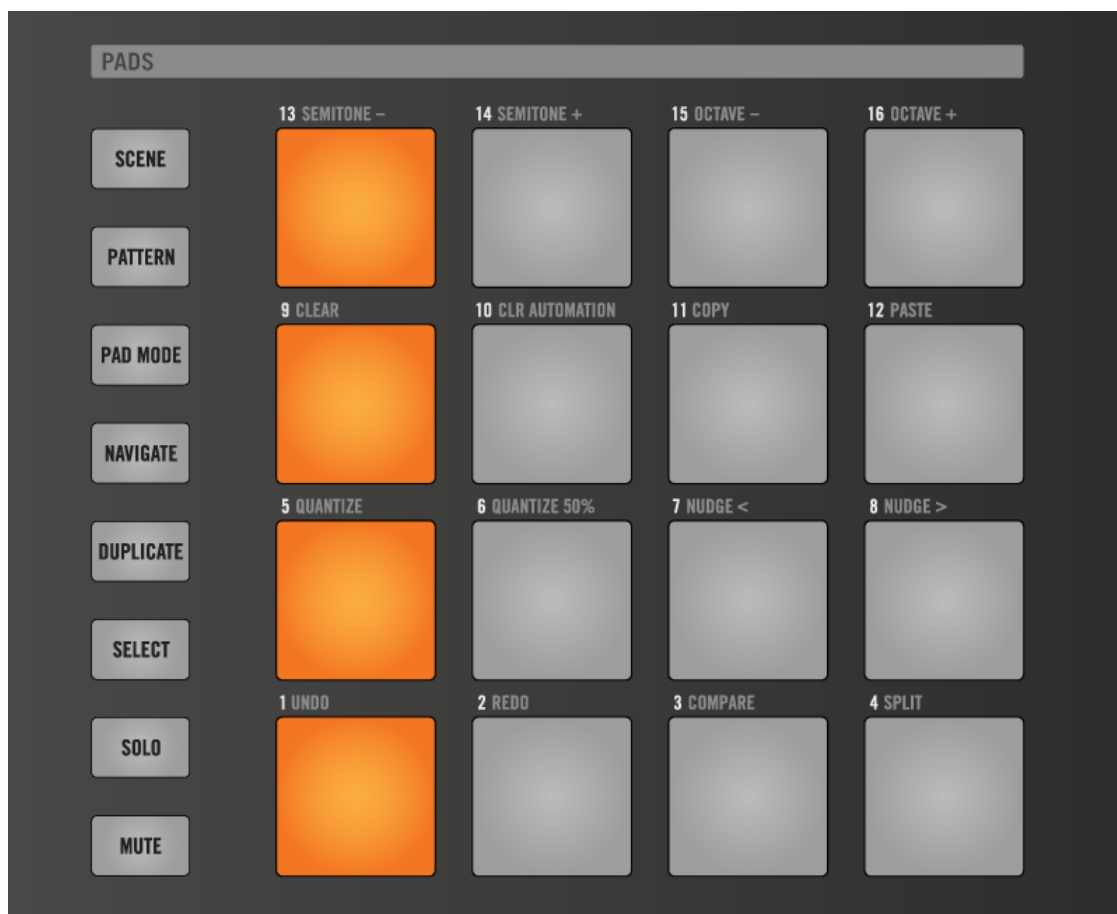 PADS
13 SEMITONE –
14 SEMITONE +
15 OCTAVE –
16 OCTAVE +
SCENE
PATTERN
9 CLEAR
10 CLR AUTOMATION
11 COPY
12 PASTE
PAD MODE
NAVIGATE
5 QUANTIZE
6 QUANTIZE 50%
7 NUDGE <
8 NUDGE >
DUPLICATE
SELECT
1 UNDO
2 REDO
3 COMPARE
4 SPLIT
SOLO
MUTE